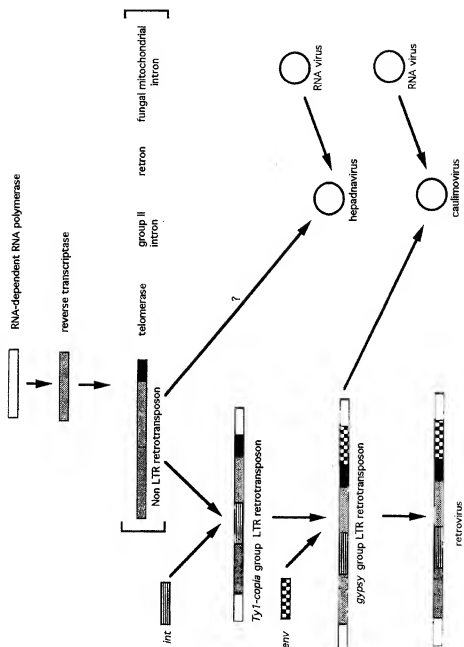 RNA-dependent RNA polymerase
reverse transcriptase
telomerase
group II
intron
retron
fungal mitochondrial
intron
Non LTR retrotransposon
int
?
Ty1-copia group LTR retrotransposon
env
hepadnavirus
RNA virus
gypsy group LTR retrotransposon
caulimovirus
RNA virus
retrovirus